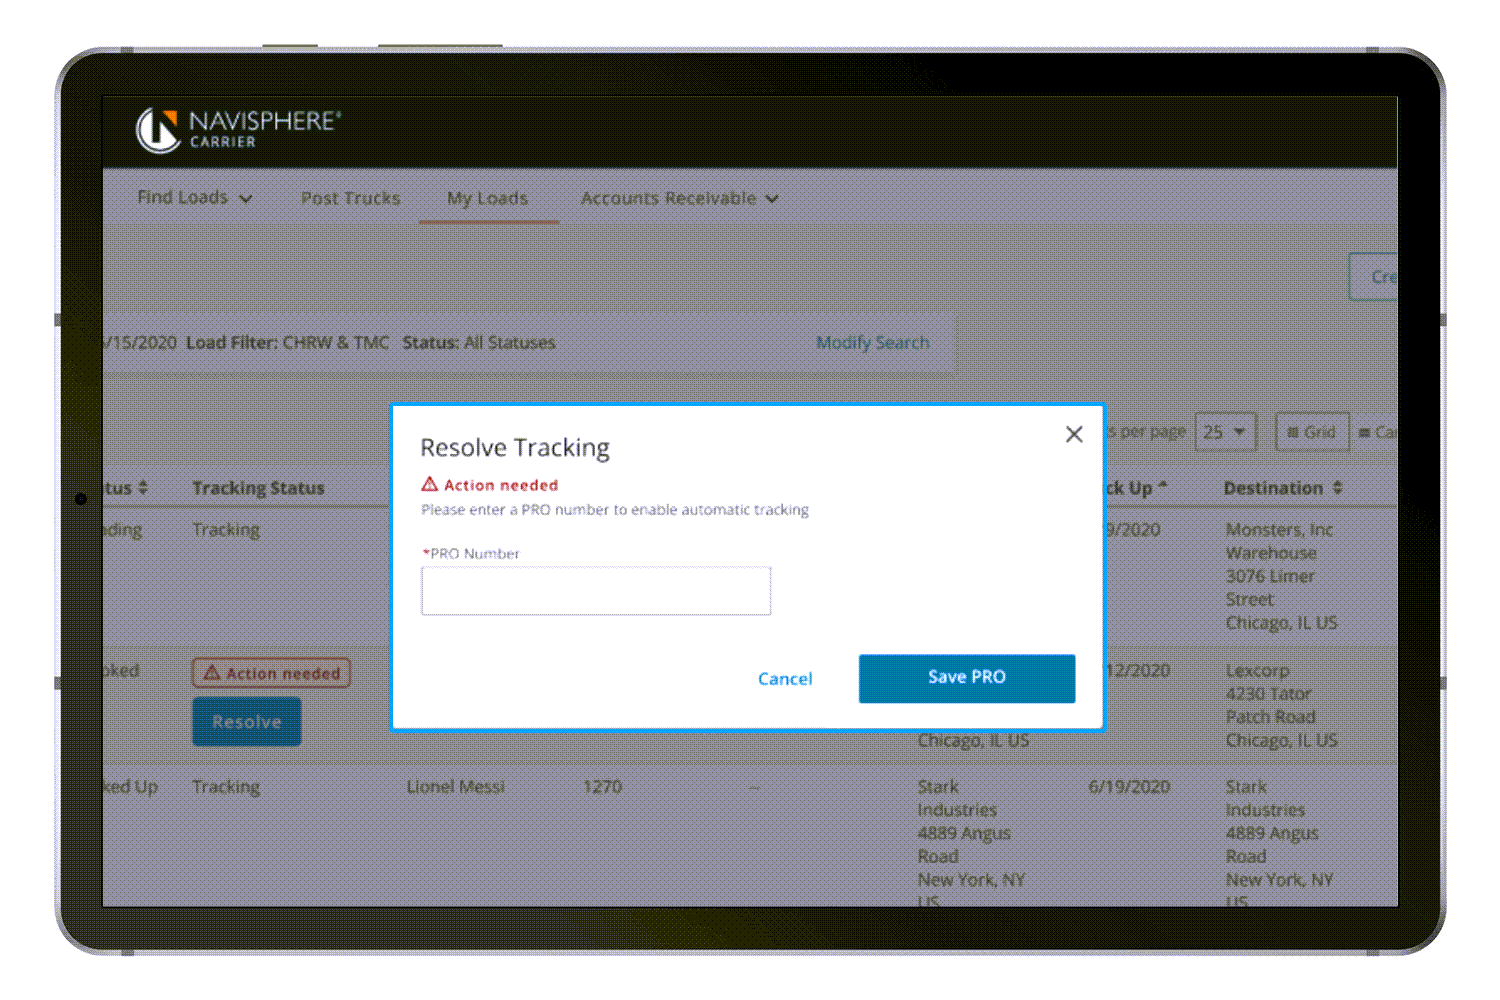 NAVISPHERE®
CARRIER
Find Loads Post Trucks My Loads Accounts Receivable
Cre
/15/2020 Load Filter: CHRW & TMC Status: All Statuses Modify Search
s per page 25 Grid Car
Resolve Tracking
Action needed
Please enter a PRO number to enable automatic tracking
*PRO Number
Cancel Save PRO
tus Tracking Status ck Up Destination
ding Tracking 9/2020 Monsters, Inc
Warehouse
3076 Limer
Street
Chicago, IL US
oked Action needed 12/2020 Lexcorp
Resolve 4230 Tator
Patch Road
Chicago, IL US Chicago, IL US
ked Up Tracking Lionel Messi 1270 -- Stark 6/19/2020 Stark
Industries Industries
4889 Angus 4889 Angus
Road Road
New York, NY New York, NY
US US